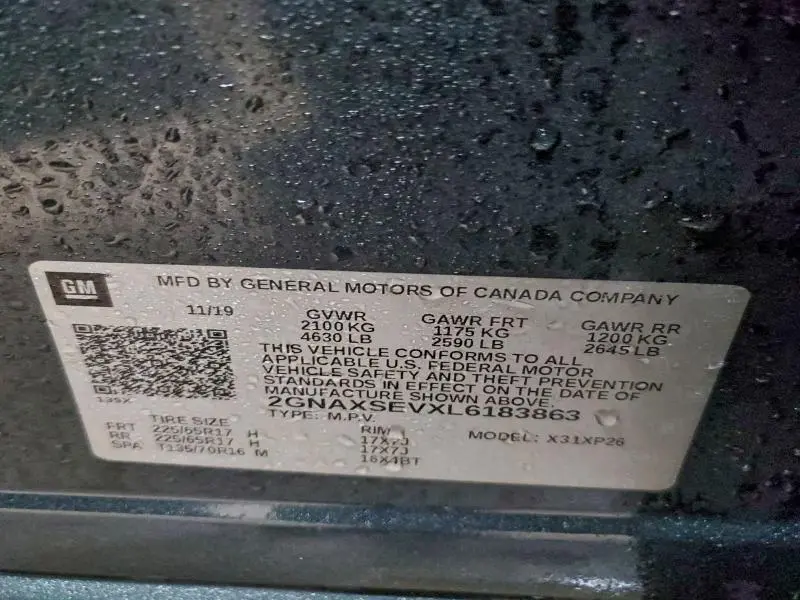 GM
MFD BY GENERAL MOTORS OF CANADA COMPANY
11/19 GVWR GAWR FRT GAWR RR
2100 KG 1175 KG 1200 KG
4630 LB 2590 LB 2645 LB
THIS VEHICLE CONFORMS TO ALL
APPLICABLE U.S. FEDERAL MOTOR
VEHICLE SAFETY AND THEFT PREVENTION
STANDARDS IN EFFECT ON THE DATE OF
MANUFACTURE SHOWN ABOVE
2GNAXSEVXL6183863
TYPE: M.P.V. MODEL: X31XP26
TIRE SIZE RIM
FRT 225/65R17 H 17X7J
RR 225/65R17 H 17X7J
SPA T135/70R16 M 16X4BT